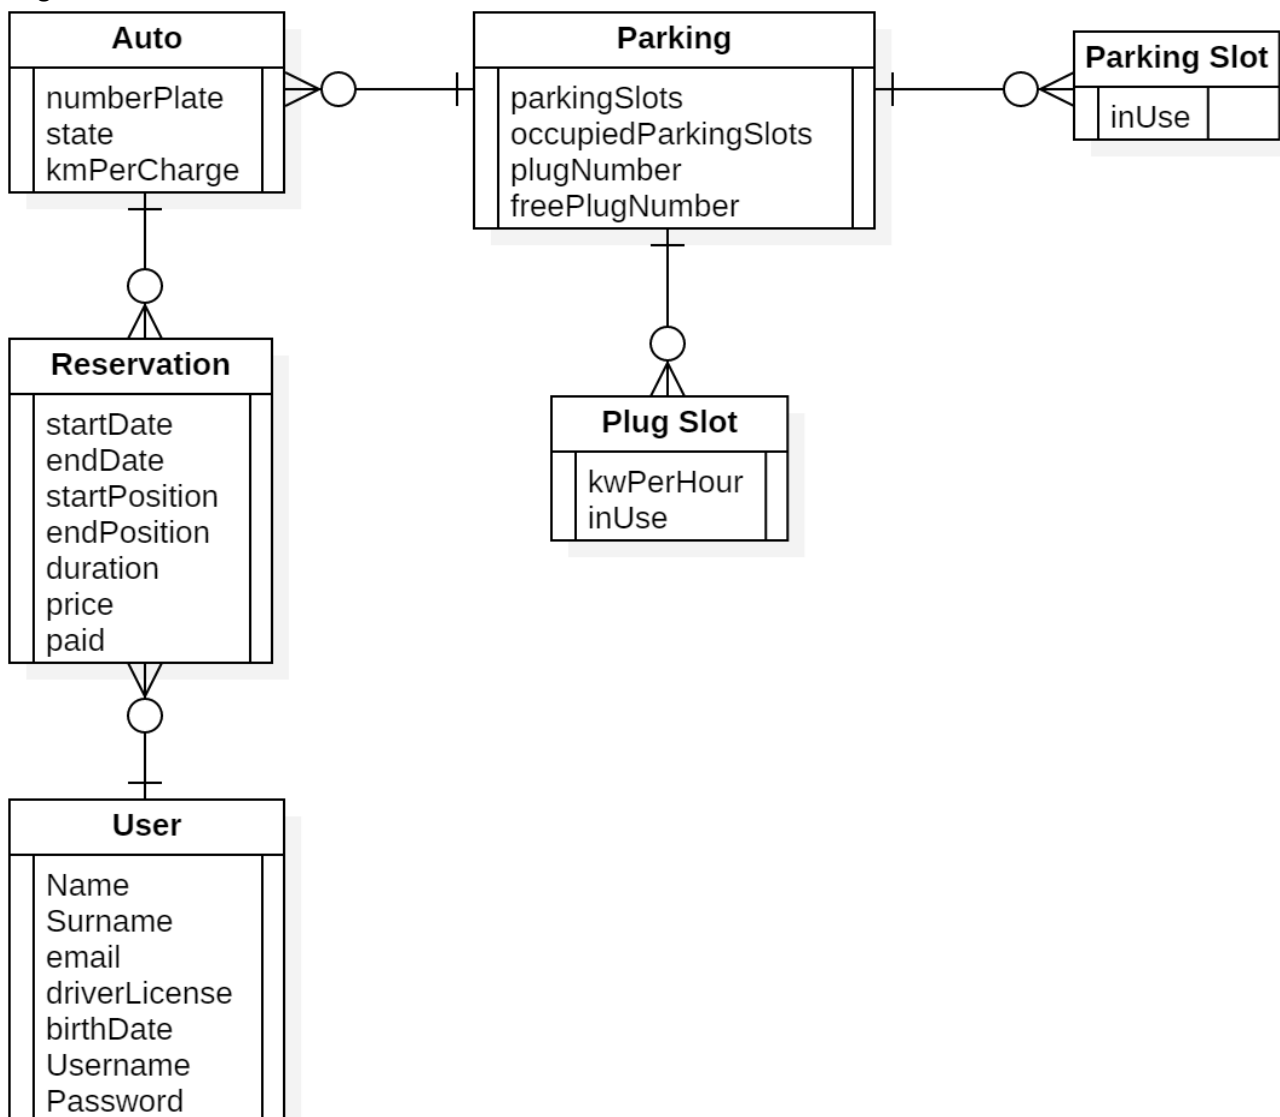 Auto
numberPlate
state
kmPerCharge
Parking
parkingSlots
occupiedParkingSlots
plugNumber
freePlugNumber
Parking Slot
inUse
Reservation
startDate
endDate
startPosition
endPosition
duration
price
paid
Plug Slot
kwPerHour
inUse
User
Name
Surname
email
driverLicense
birthDate
Username
Password